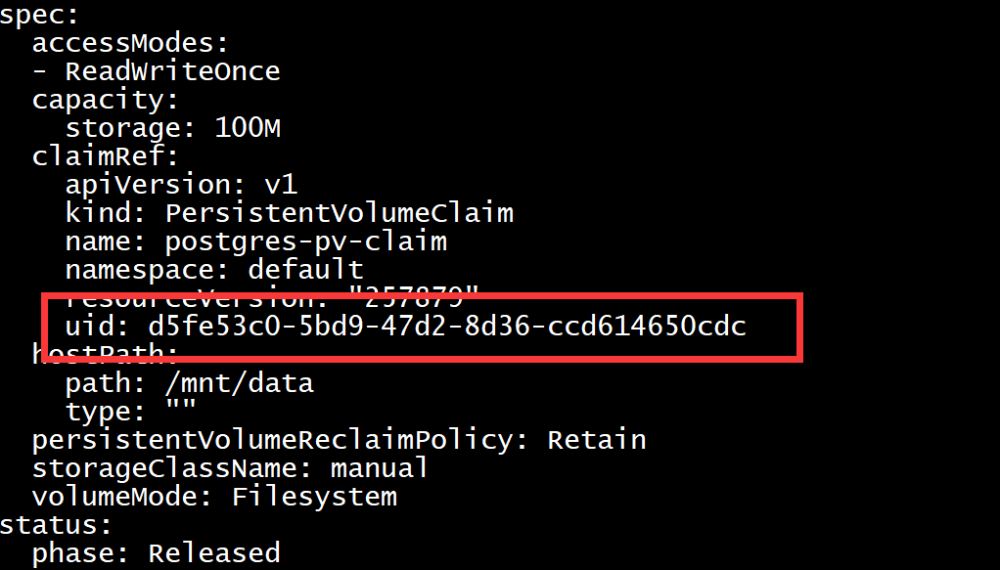 spec:
  accessModes:
  - ReadWriteOnce
  capacity:
    storage: 100M
  claimRef:
    apiVersion: v1
    kind: PersistentVolumeClaim
    name: postgres-pv-claim
    namespace: default
    resourceVersion: "257879"
    uid: d5fe53c0-5bd9-47d2-8d36-ccd614650cdc
  hostPath:
    path: /mnt/data
    type: ""
  persistentVolumeReclaimPolicy: Retain
  storageClassName: manual
  volumeMode: Filesystem
status:
  phase: Released